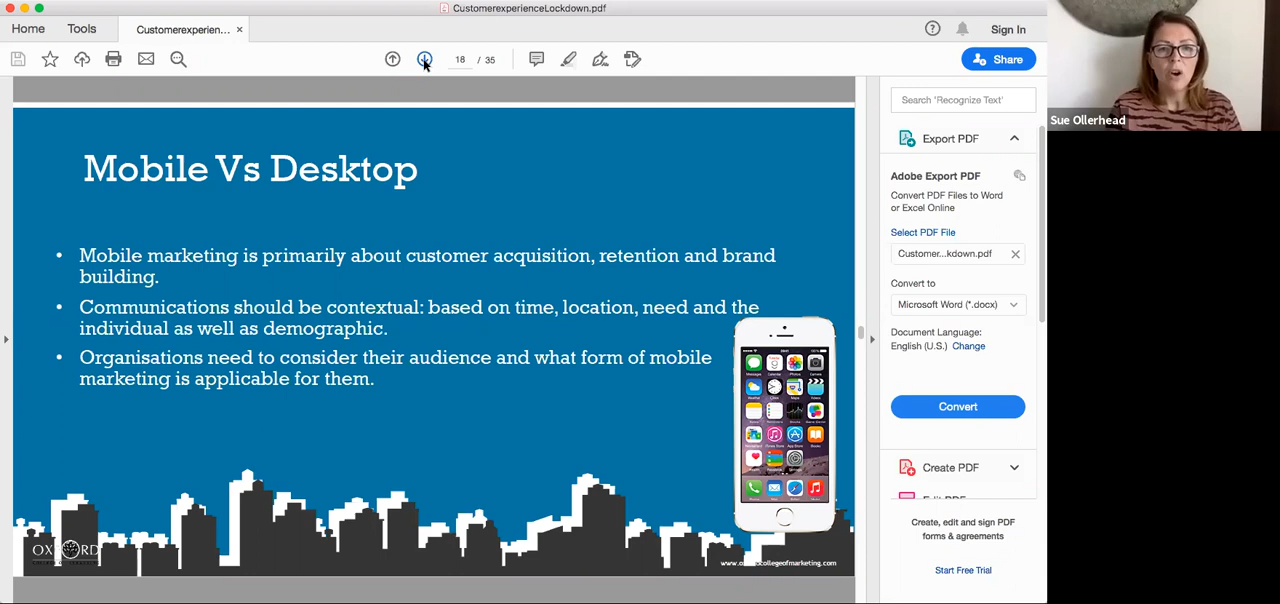 CustomerexperienceLockdown.pdf
Home
Tools
Customerexperien...
Sign In
18 / 35
Share
Sue Ollerhead
Mobile Vs Desktop
• Mobile marketing is primarily about customer acquisition, retention and brand
building.
• Communications should be contextual: based on time, location, need and the
individual as well as demographic.
• Organisations need to consider their audience and what form of mobile
marketing is applicable for them.
OXFORD
Search 'Recognize Text'
Export PDF
Adobe Export PDF
Convert PDF Files to Word
or Excel Online
Select PDF File
Customer...kdown.pdf
Convert to
Microsoft Word (*.docx)
Document Language:
English (U.S.) Change
Convert
Create PDF
Edit PDF
Create, edit and sign PDF
forms & agreements
Start Free Trial